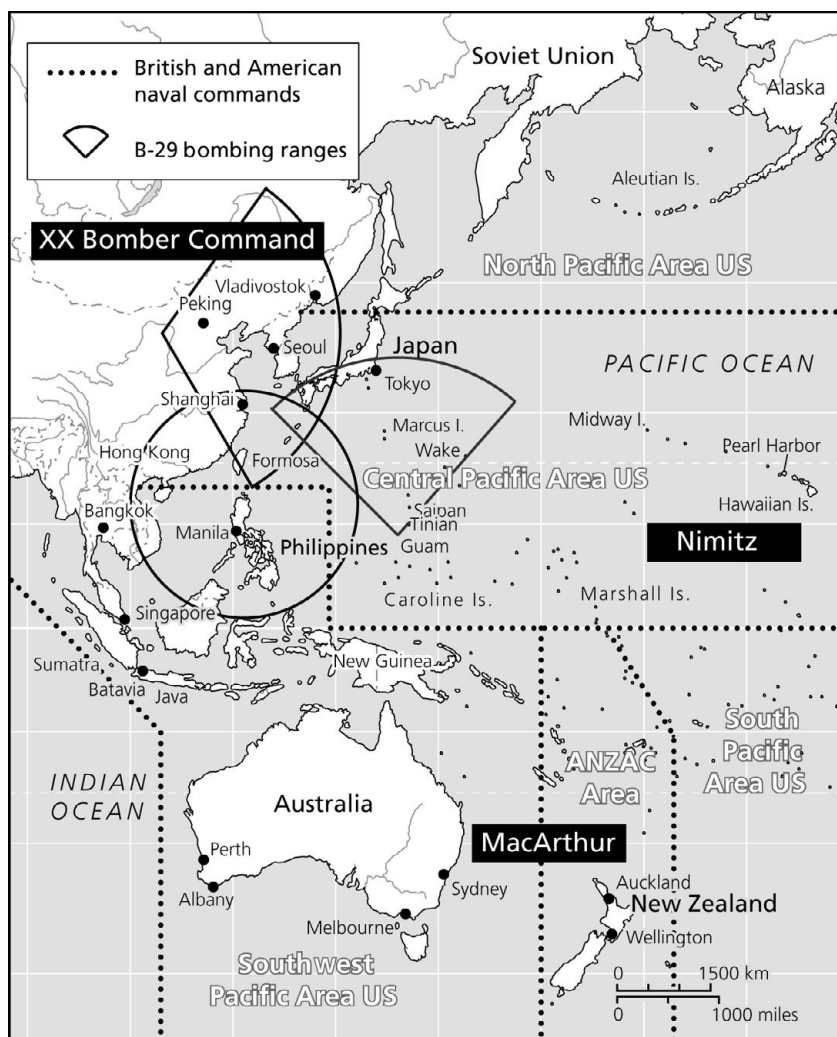 Soviet Union
Alaska
British and American
naval commands
B-29 bombing ranges
Aleutian Is.
XX Bomber Command
North Pacific Area US
Vladivostok
Peking
Seoul
Japan
PACIFIC OCEAN
Tokyo
Shanghai
Marcus I.
Midway I.
Wake
Pearl Harbor
Hong Kong
Formosa
Central Pacific Area US
Hawaiian Is.
Saipan
Tinian
Bangkok
Manila
Philippines
Guam
Nimitz
Caroline Is.
Marshall Is.
Singapore
New Guinea
Sumatra
Batavia
Java
South
Pacific
Area US
ANZAC
Area
INDIAN
OCEAN
Australia
MacArthur
Perth
Albany
Sydney
Auckland
New Zealand
Melbourne
Wellington
Southwest
Pacific Area US
0 1500 km
0 1000 miles